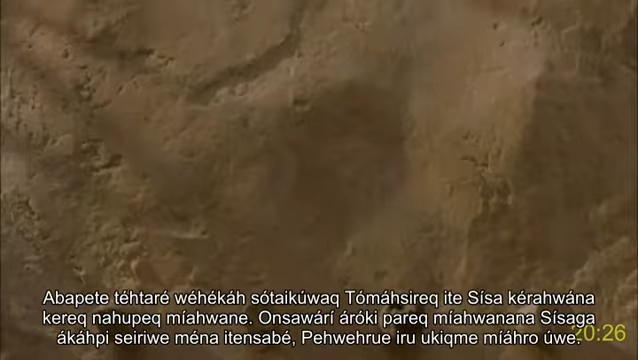 Abapete téhtaré wéhékáh sótaikúwaq Tómáhsireq ite Sísa kérahwána
kereq nahupeq míahwane. Onsawárí áróki pareq míahwanana Sísaga
ákáhpi seiriwe ména itensabé, Pehwehrue iru ukiqme miáhro úwe.
20:26